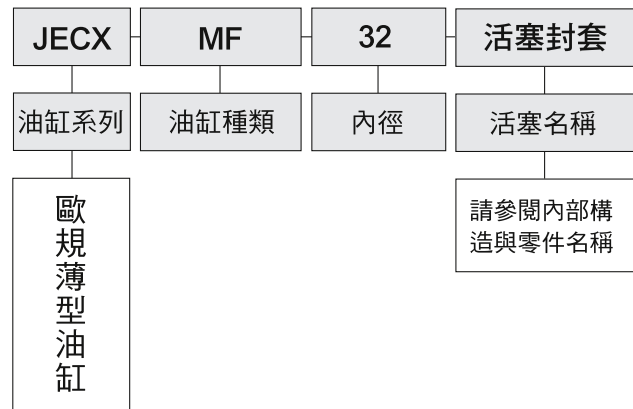 JECX MF 32 活塞封套
油缸系列 油缸種類 內徑 活塞名稱
歐規薄型油缸
請參閱內部構
造與零件名稱